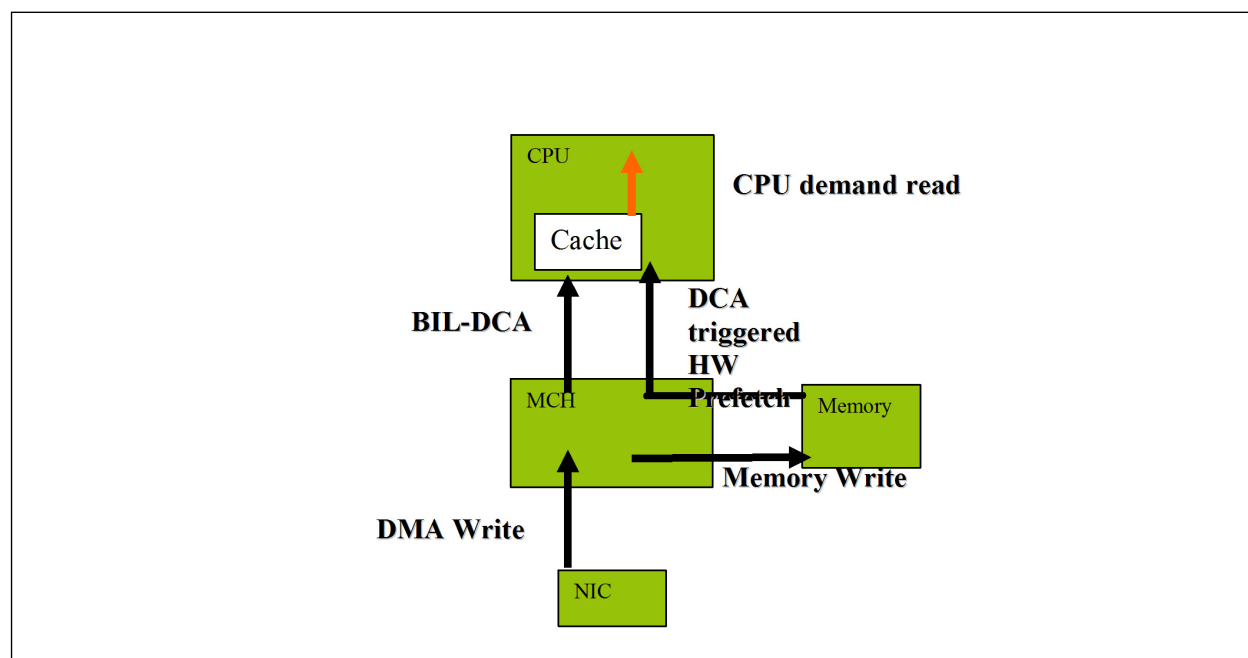 CPU
CPU demand read
Cache
BIL-DCA
DCA
triggered
HW
Prefetch
MCH
Memory
Memory Write
DMA Write
NIC